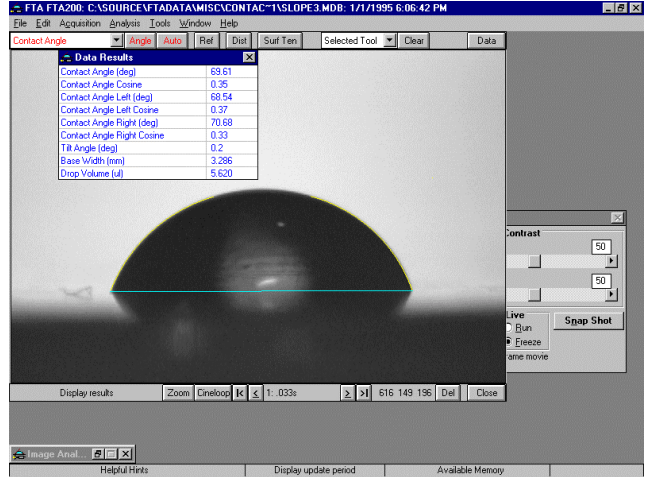 FTA FTA200: C:\SOURCE\FTADATA\MISC\CONTAC~1\SLOPE3.MDB: 1/1/1995 6:06:42 PM
File Edit Acquisition Analysis Tools Window Help
Contact Angle Angle Auto Ref Dist Surf Ten Selected Tool Clear Data
Data Results
Contact Angle (deg) 69.61
Contact Angle Cosine 0.35
Contact Angle Left (deg) 68.54
Contact Angle Left Cosine 0.37
Contact Angle Right (deg) 70.68
Contact Angle Right Cosine 0.33
Tilt Angle (deg) 0.2
Base Width (mm) 3.286
Drop Volume (ul) 5.620
Contrast
50
50
Live
Run
Freeze
Snap Shot
rame movie
Display results Zoom Cineloop |< < 1: .033s > >| 616 149 196 Del Close
Image Anal...
Helpful Hints Display update period Available Memory